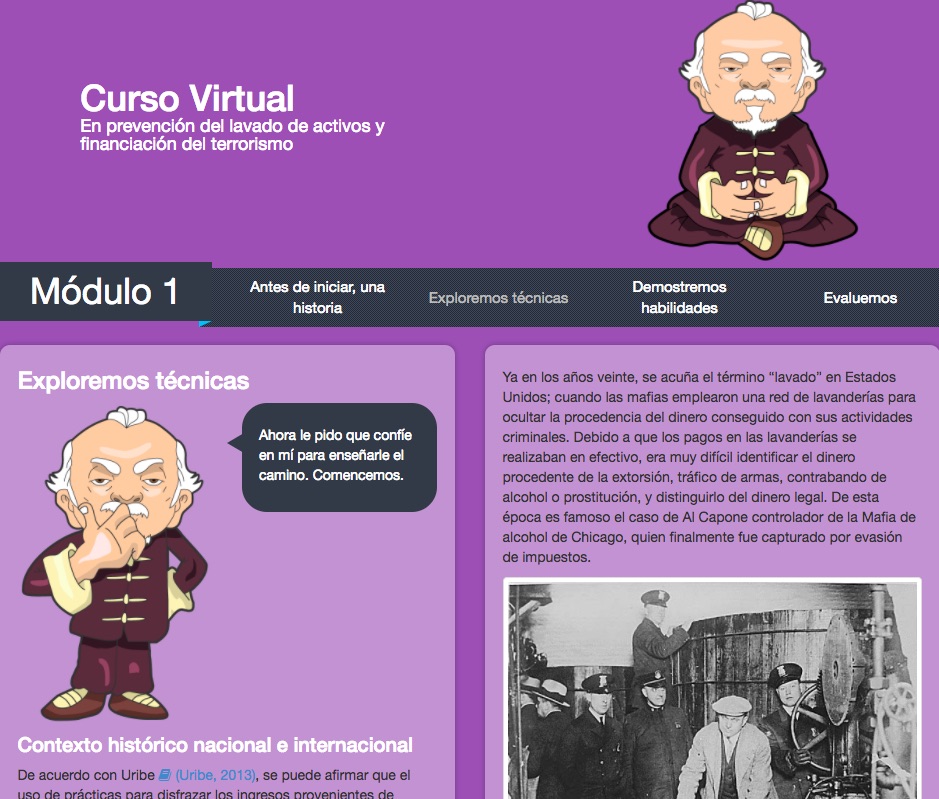 Curso Virtual
En prevención del lavado de activos y
financiación del terrorismo
Módulo 1
Antes de iniciar, una
historia
Exploremos técnicas
Demostremos
habilidades
Evaluemos
Exploremos técnicas
Ahora le pido que confíe
en mí para enseñarle el
camino. Comencemos.
Contexto histórico nacional e internacional
De acuerdo con Uribe (Uribe, 2013), se puede afirmar que el
uso de prácticas para disfrazar los ingresos provenientes de
Ya en los años veinte, se acuña el término “lavado” en Estados
Unidos; cuando las mafias emplearon una red de lavanderías para
ocultar la procedencia del dinero conseguido con sus actividades
criminales. Debido a que los pagos en las lavanderías se
realizaban en efectivo, era muy difícil identificar el dinero
procedente de la extorsión, tráfico de armas, contrabando de
alcohol o prostitución, y distinguirlo del dinero legal. De esta
época es famoso el caso de Al Capone controlador de la Mafia de
alcohol de Chicago, quien finalmente fue capturado por evasión
de impuestos.